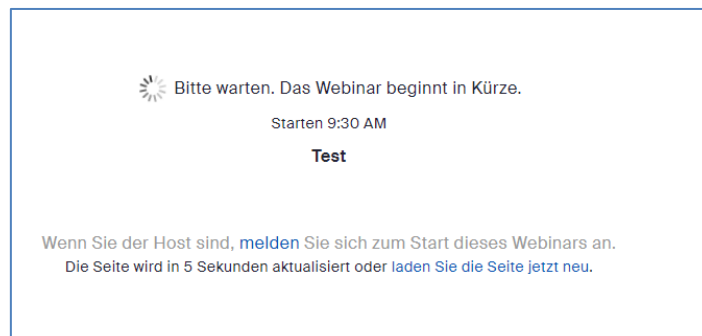 Bitte warten. Das Webinar beginnt in Kürze.
Starten 9:30 AM
Test
Wenn Sie der Host sind, melden Sie sich zum Start dieses Webinars an.
Die Seite wird in 5 Sekunden aktualisiert oder laden Sie die Seite jetzt neu.